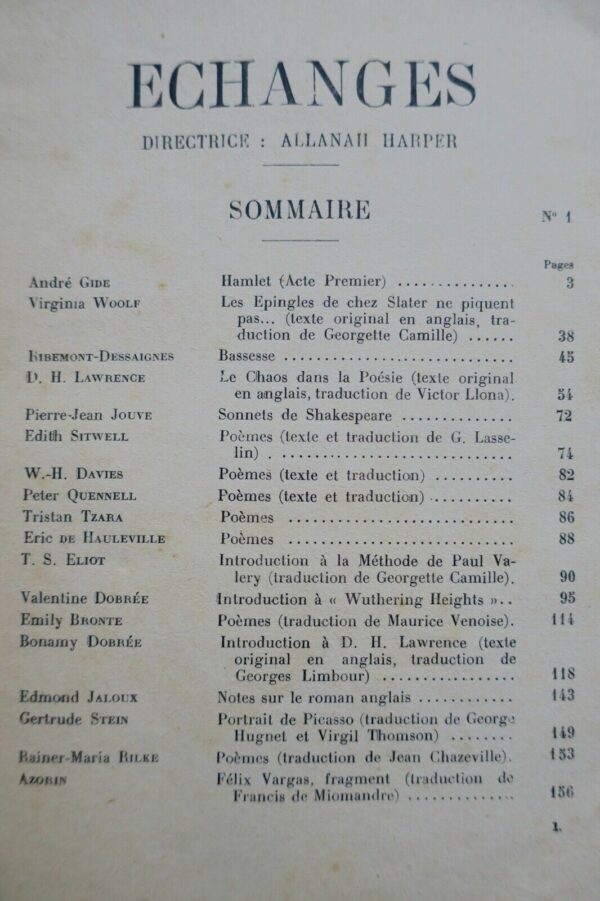 ECHANGES
DIRECTRICE : ALLANAH HARPER
SOMMAIRE
N° 1
Pages
André GIDE Hamlet (Acte Premier) ............... 3
Virginia WOOLF Les Epingles de chez Slater ne piquent
pas... (texte original en anglais, tra-
duction de Georgette Camille) ...... 38
RIBEMONT-DESSAIGNES Bassesse ............................. 45
D. H. LAWRENCE Le Chaos dans la Poésie (texte original
en anglais, traduction de Victor Llona). 54
Pierre-Jean JOUVE Sonnets de Shakespeare .............. 72
Edith SITWELL Poèmes (texte et traduction de G. Lasse-
lin) . ............................. 74
W.-H. DAVIES Poèmes (texte et traduction) .......... 82
Peter QUENNELL Poèmes (texte et traduction) .......... 84
Tristan TZARA Poèmes ............................. 86
Eric DE HAULEVILLE Poèmes ............................. 88
T. S. ELIOT Introduction à la Méthode de Paul Va-
lery (traduction de Georgette Camille). 90
Valentine DOBRÉE Introduction à « Wuthering Heights ».. 95
Emily BRONTE Poèmes (traduction de Maurice Venoise). 114
Bonamy DOBRÉE Introduction à D. H. Lawrence (texte
original en anglais, traduction de
Georges Limbour) ................. 118
Edmond JALOUX Notes sur le roman anglais ............ 143
Gertrude STEIN Portrait de Picasso (traduction de George
Hugnet et Virgil Thomson) ........ 149
Rainer-Maria RILKE Poèmes (traduction de Jean Chazeville). 153
AZORIN Félix Vargas, fragment (traduction de
Francis de Miomandre) ............. 156
1.